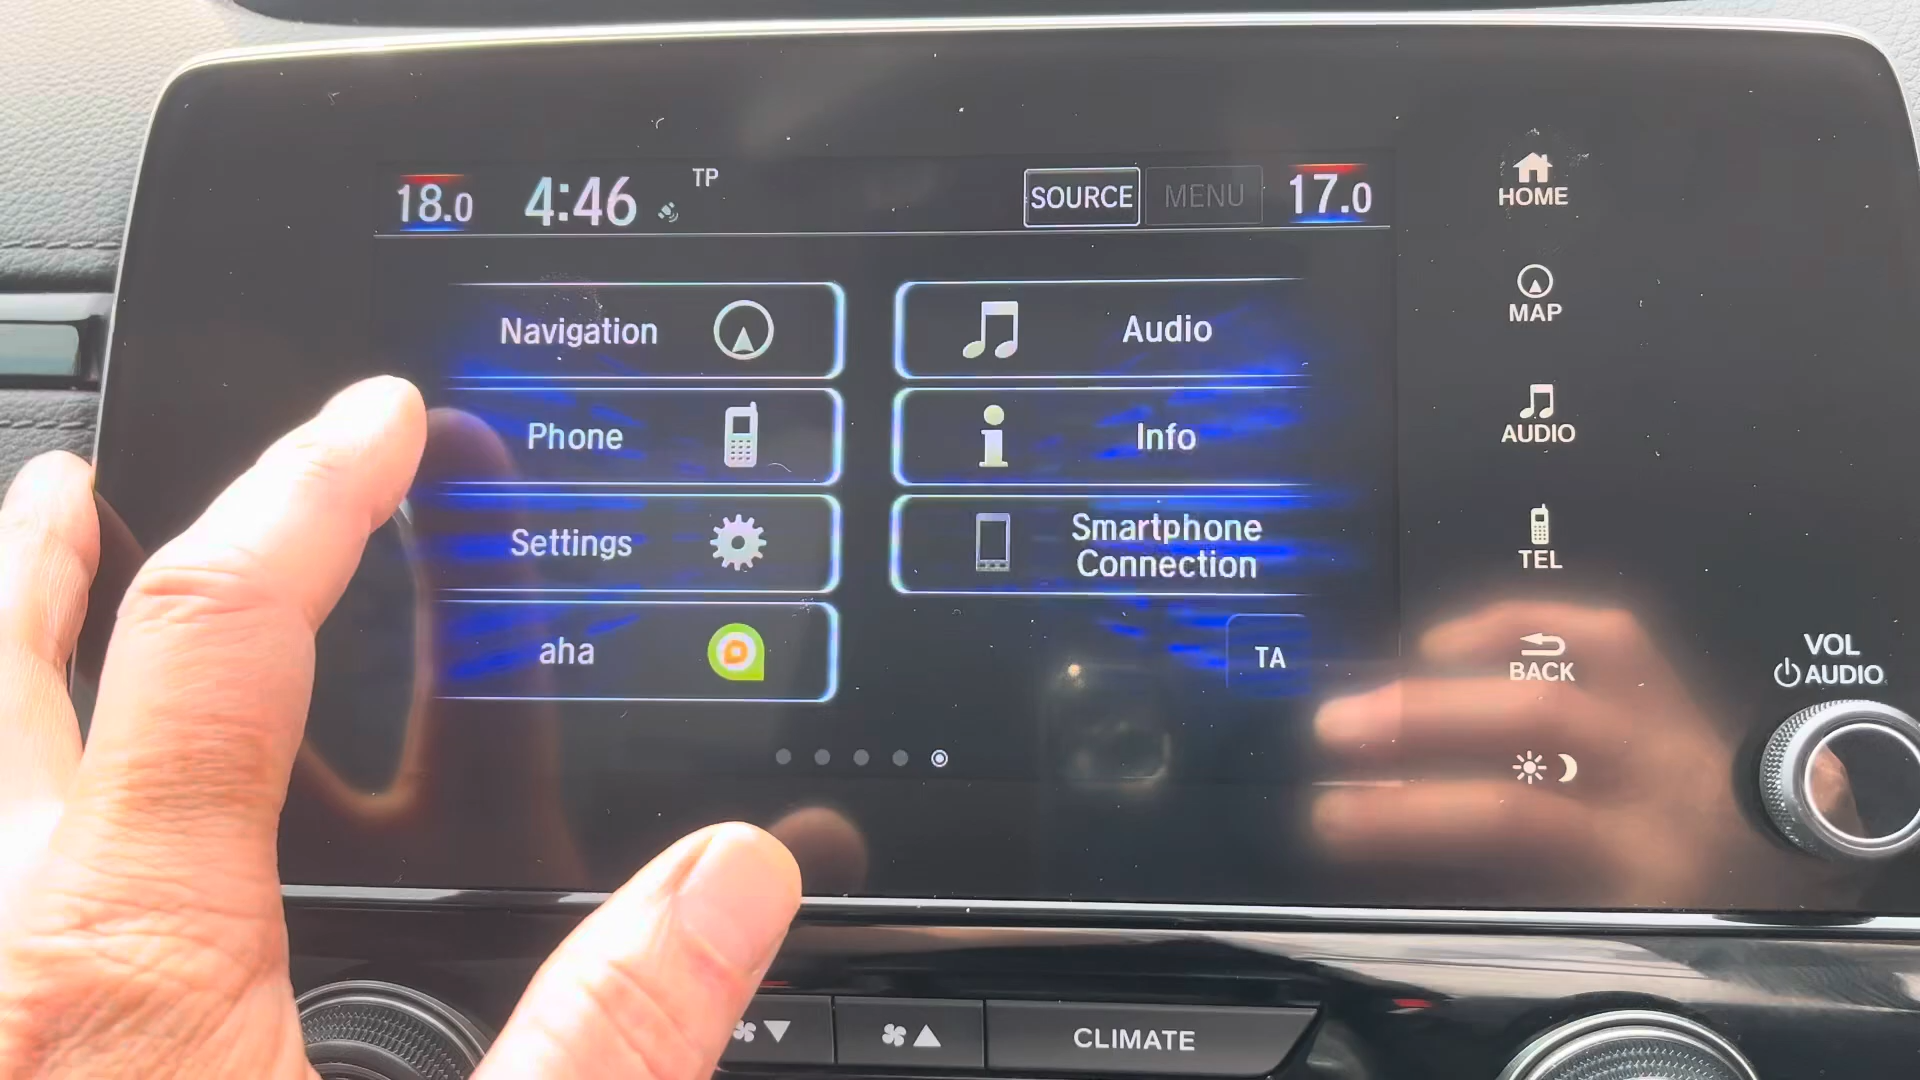 18.0
4:46
TP
SOURCE
MENU
17.0
HOME
MAP
AUDIO
TEL
BACK
Navigation
Audio
Phone
Info
Settings
Smartphone
Connection
aha
TA
VOL
AUDIO
CLIMATE